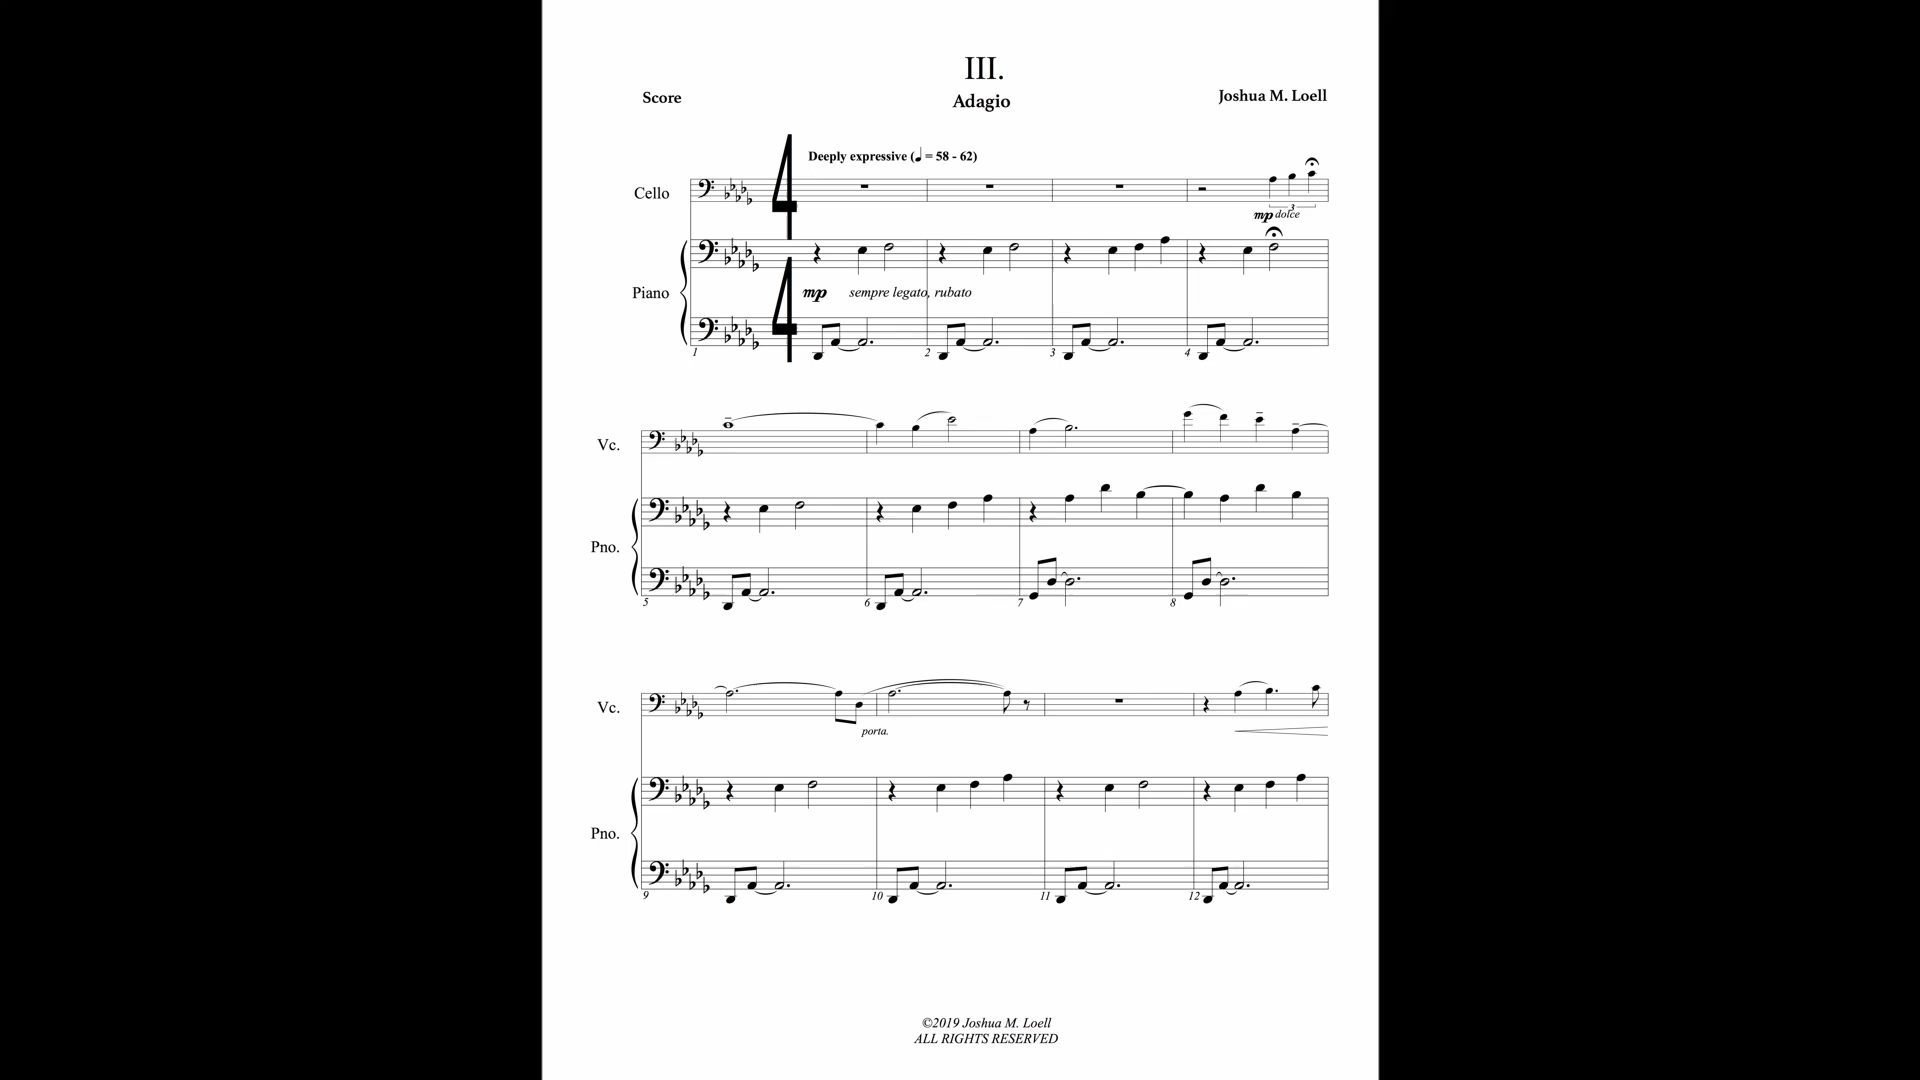 III.
Score
Adagio
Joshua M. Loell
Deeply expressive (♩ = 58 - 62)
Cello
3
mp dolce
Piano
mp sempre legato, rubato
4
4
1 2 3 4
Vc.
Pno.
5 6 7 8
Vc.
porta.
Pno.
9 10 11 12
©2019 Joshua M. Loell
ALL RIGHTS RESERVED